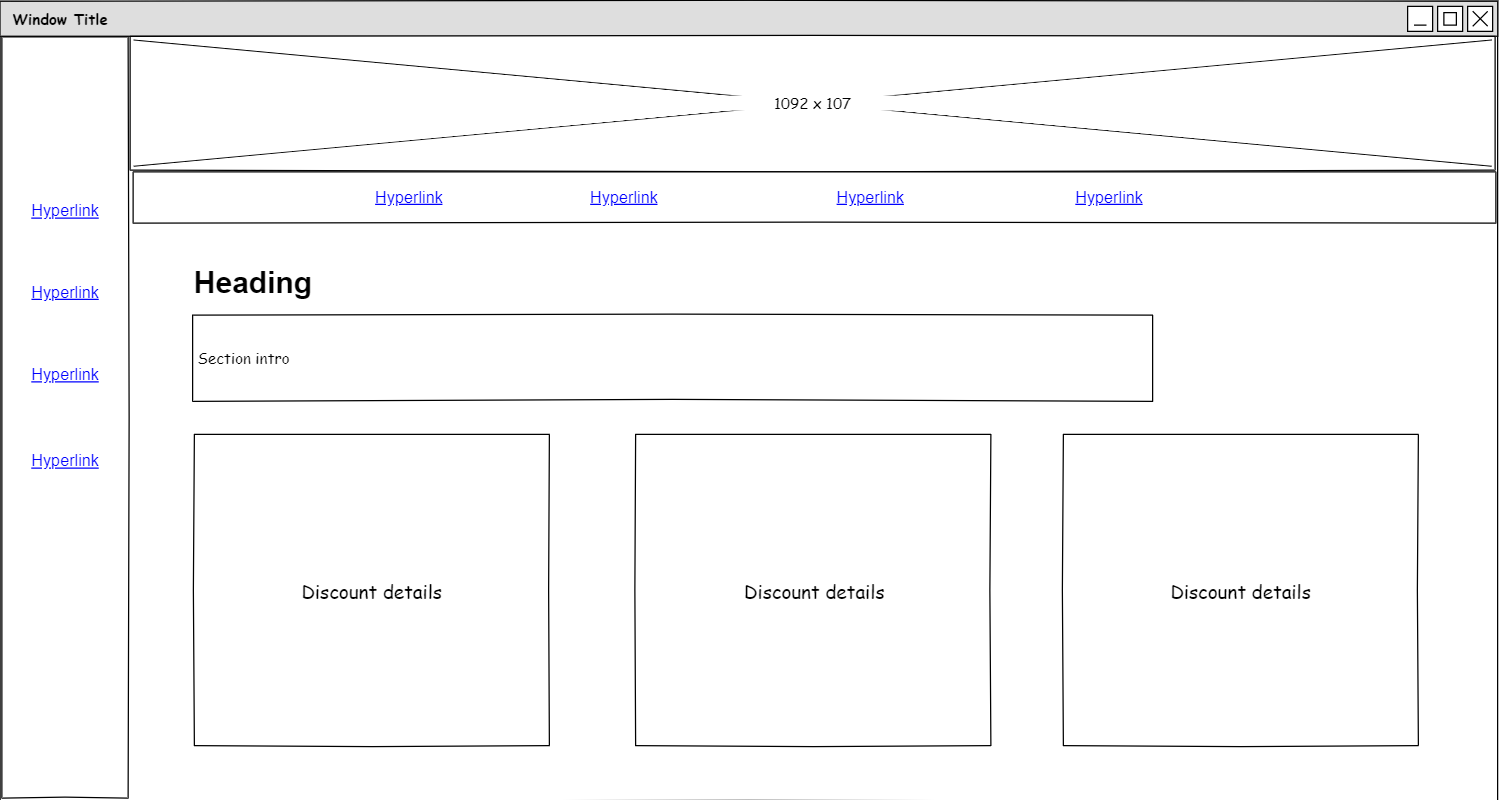 Window Title
1092 x 107
Hyperlink Hyperlink Hyperlink Hyperlink
Hyperlink
Hyperlink
Hyperlink
Hyperlink
Heading
Section intro
Discount details Discount details Discount details